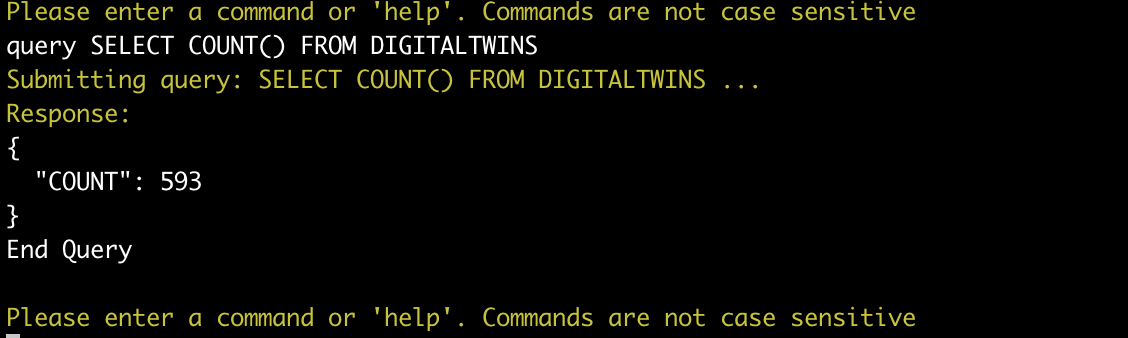 Please enter a command or 'help'. Commands are not case sensitive
query SELECT COUNT() FROM DIGITALTWINS
Submitting query: SELECT COUNT() FROM DIGITALTWINS ...
Response:
{
  "COUNT": 593
}
End Query
Please enter a command or 'help'. Commands are not case sensitive